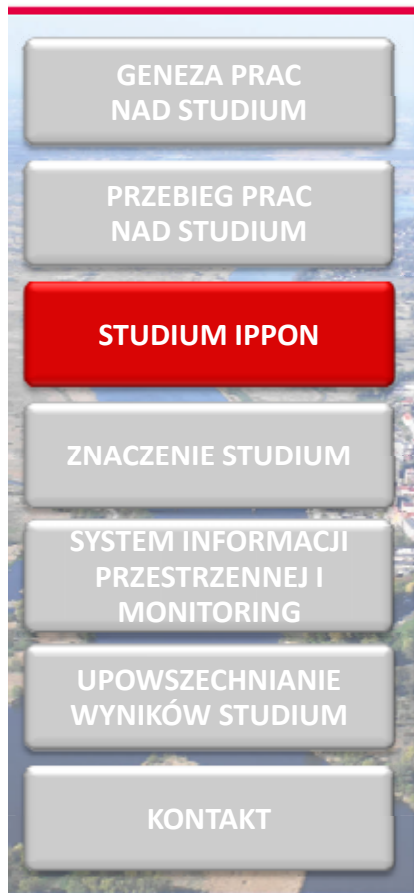 GENEZA PRAC
NAD STUDIUM
PRZEBIEG PRAC
NAD STUDIUM
STUDIUM IPPON
ZNACZENIE STUDIUM
SYSTEM INFORMACJI
PRZESTRZENNEJ I
MONITORING
UPOWSZECHNIANIE
WYNIKÓW STUDIUM
KONTAKT